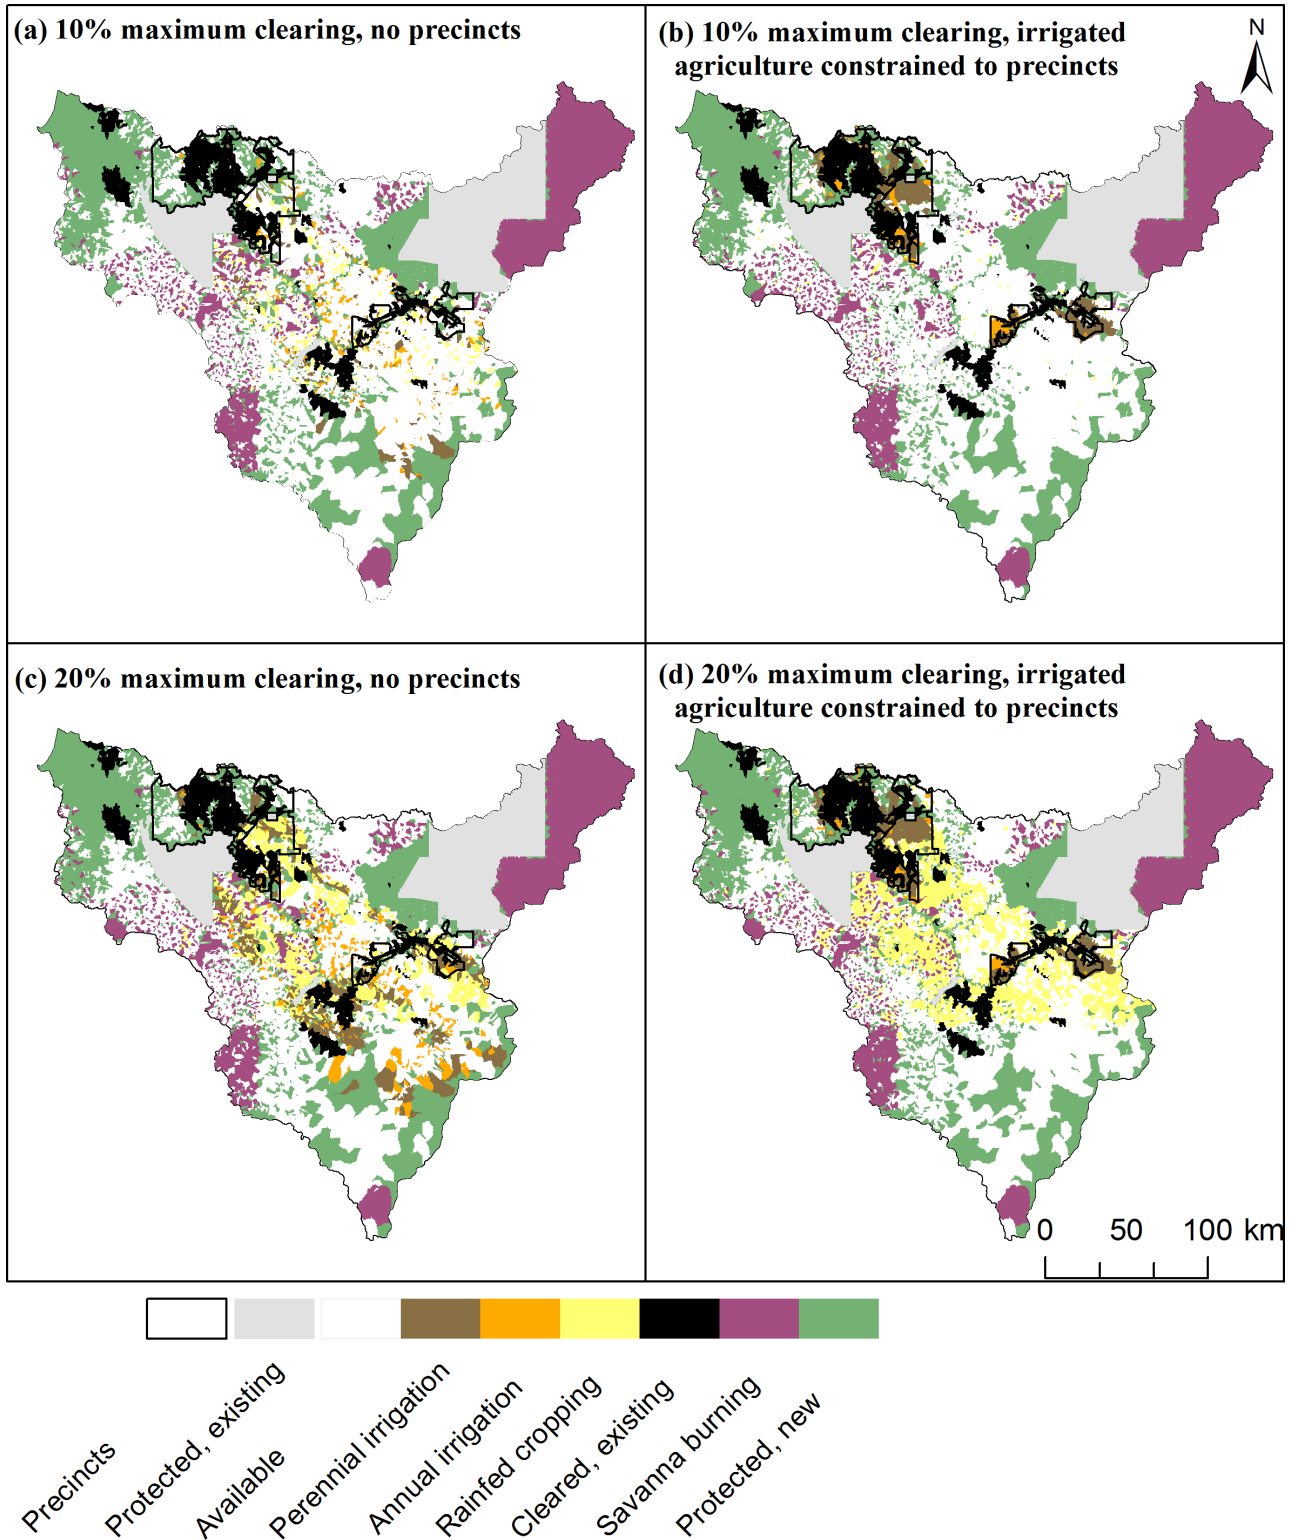 (a) 10% maximum clearing, no precincts
(b) 10% maximum clearing, irrigated
agriculture constrained to precincts
N
(c) 20% maximum clearing, no precincts
(d) 20% maximum clearing, irrigated
agriculture constrained to precincts
0 50 100 km
Precincts
Protected, existing
Available
Perennial irrigation
Annual irrigation
Rainfed cropping
Cleared, existing
Savanna burning
Protected, new